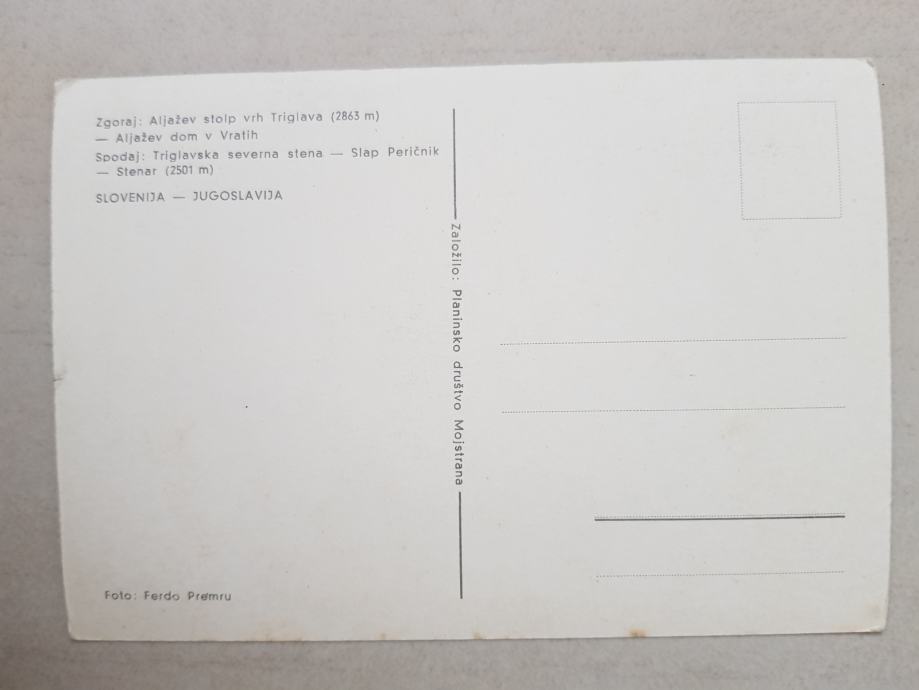 Zgoraj: Aljažev stolp vrh Triglava (2863 m)
— Aljažev dom v Vratih
Spodaj: Triglavska severna stena — Slap Peričnik
— Stenar (2501 m)
SLOVENIJA — JUGOSLAVIJA
Založilo: Planinsko društvo Mojstrana
Foto: Ferdo Premru